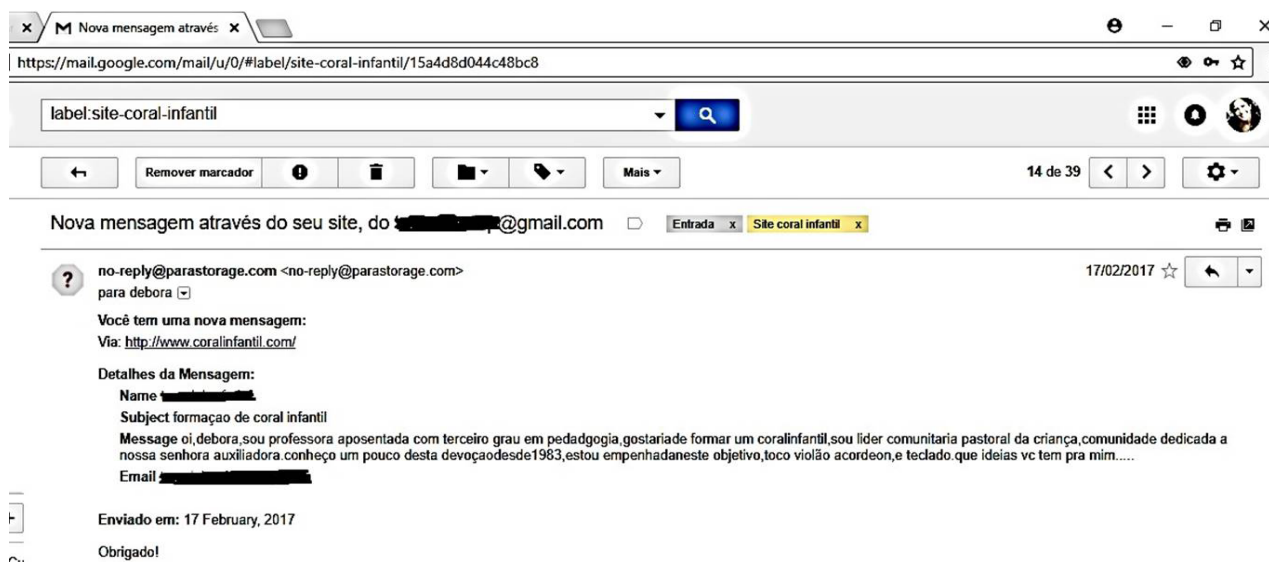 Nova mensagem através
https://mail.google.com/mail/u/0/#label/site-coral-infantil/15a4d8d044c48bc8
label:site-coral-infantil
Remover marcador Mais 14 de 39
Nova mensagem através do seu site, do @gmail.com Entrada x Site coral infantil x
no-reply@parastorage.com <no-reply@parastorage.com> 17/02/2017
para debora
Você tem uma nova mensagem:
Via: http://www.coralinfantil.com/
Detalhes da Mensagem:
Name
Subject formaçao de coral infantil
Message oi,debora,sou professora aposentada com terceiro grau em pedadgogia,gostariade formar um coralinfantil,sou lider comunitaria pastoral da criança,comunidade dedicada a
nossa senhora auxiliadora.conheço um pouco desta devoçaodesde1983,estou empenhadaneste objetivo,toco violão acordeon,e teclado.que ideias vc tem pra mim.....
Email
Enviado em: 17 February, 2017
Obrigado!